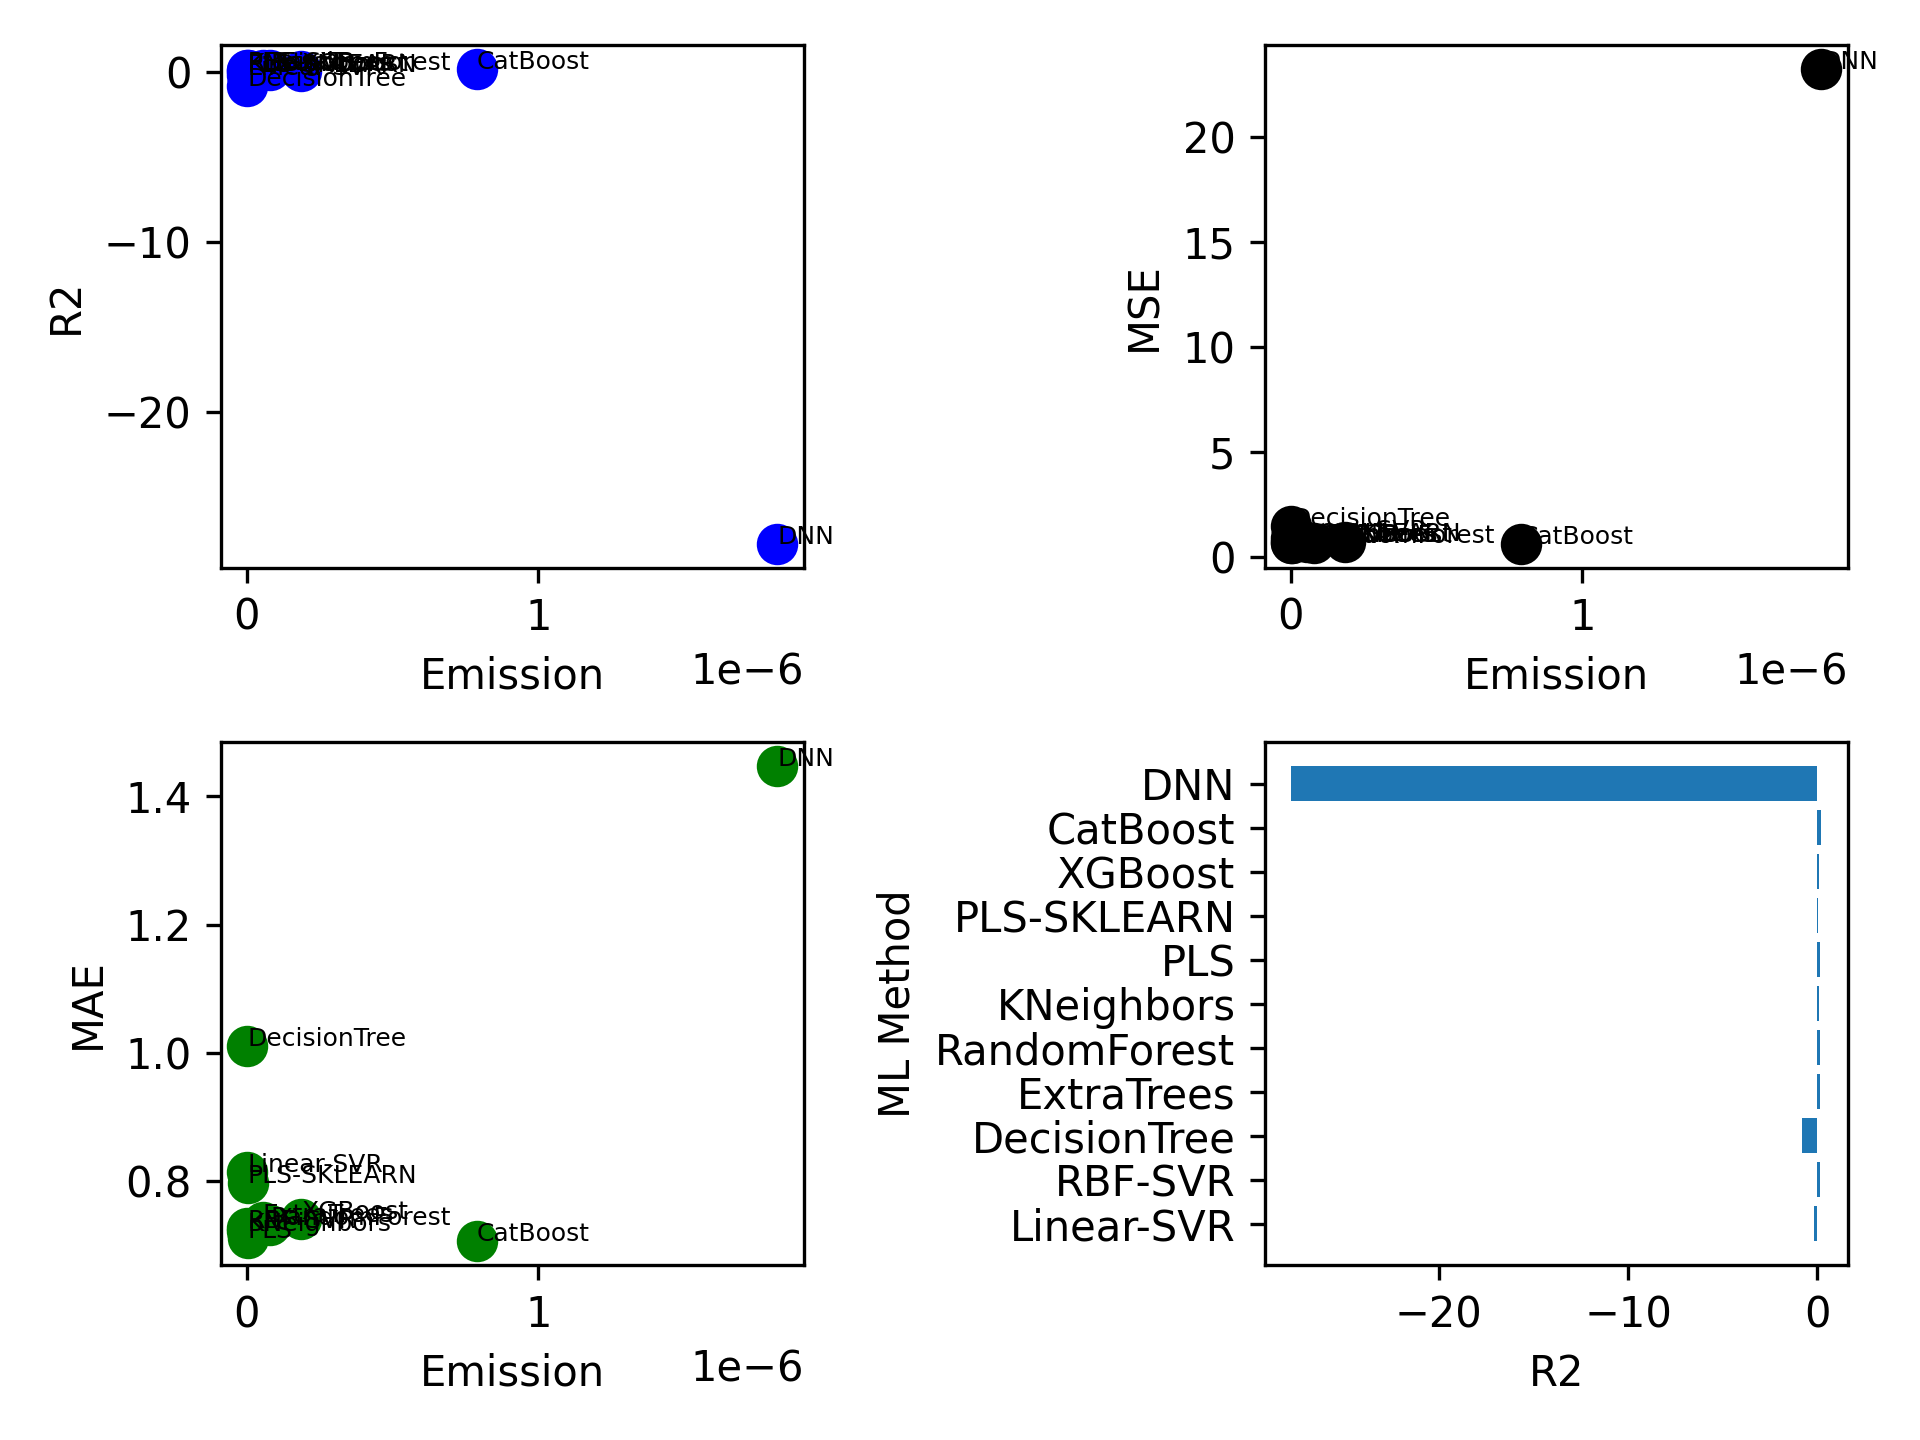 0
−10
−20
R2
DecisionTree
CatBoost
DNN
0
1
Emission
1e−6
20
15
10
5
0
MSE
DNN
DecisionTree
CatBoost
0
1
Emission
1e−6
1.4
1.2
1.0
0.8
MAE
DNN
DecisionTree
Linear-SVR
PLS-SKLEARN
XGBoost
CatBoost
0
1
Emission
1e−6
ML Method
DNN
CatBoost
XGBoost
PLS-SKLEARN
PLS
KNeighbors
RandomForest
ExtraTrees
DecisionTree
RBF-SVR
Linear-SVR
−20
−10
0
R2